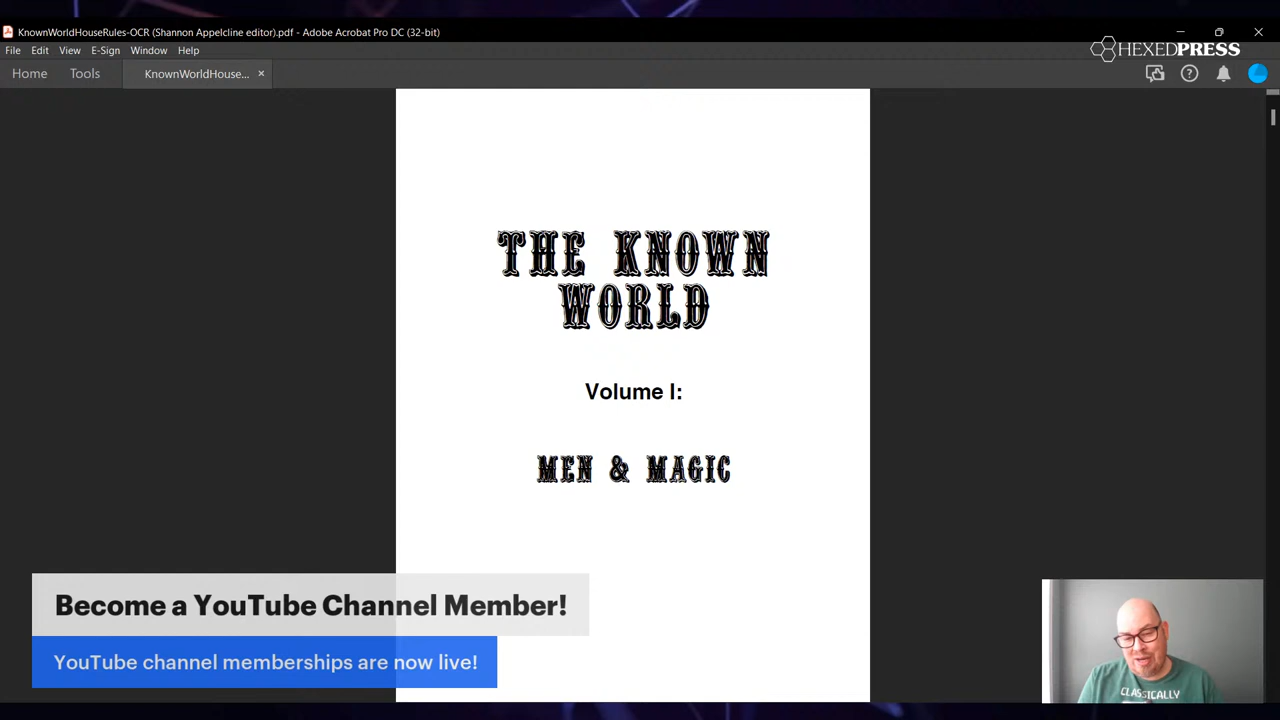 KnownWorldHouseRules-OCR (Shannon Appelcline editor).pdf - Adobe Acrobat Pro DC (32-bit)
File Edit View E-Sign Window Help
HEXEDPRESS
Home Tools KnownWorldHouse... ×
THE KNOWN
WORLD
Volume I:
MEN & MAGIC
Become a YouTube Channel Member!
YouTube channel memberships are now live!
CLASSICALLY